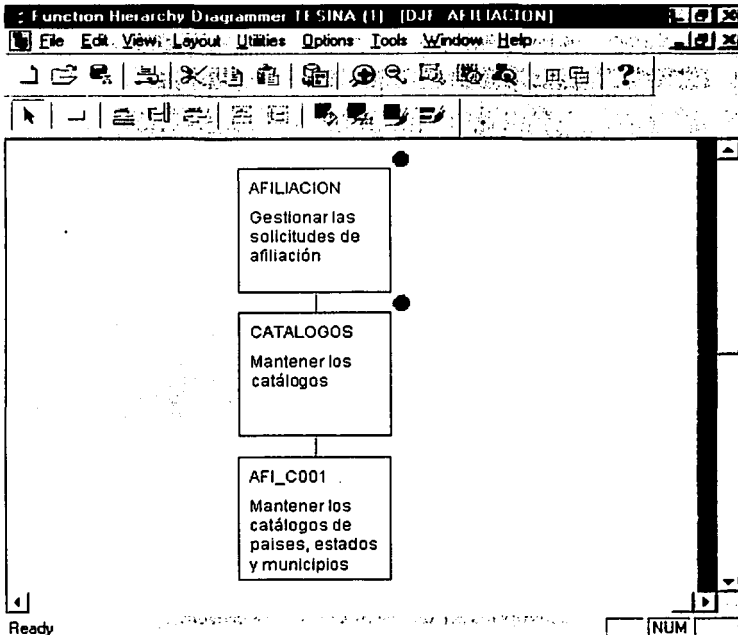 Function Hierarchy Diagrammer TESINA (1) [DJF AFILIACION]
File Edit View Layout Utilities Options Tools Window Help
AFILIACION
Gestionar las
solicitudes de
afiliación
CATALOGOS
Mantener los
catálogos
AFI_C001
Mantener los
catálogos de
paises, estados
y municipios
Ready
NUM